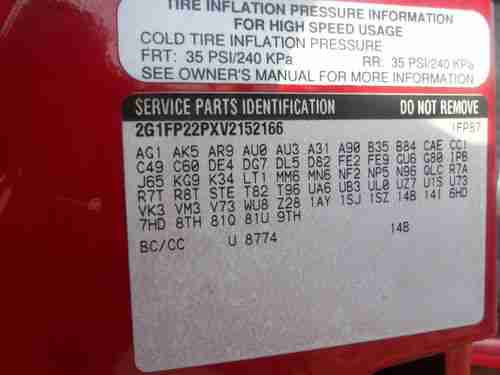 TIRE INFLATION PRESSURE INFORMATION
FOR HIGH SPEED USAGE
COLD TIRE INFLATION PRESSURE
FRT: 35 PSI/240 KPa RR: 35 PSI/240 KPa
SEE OWNER'S MANUAL FOR MORE INFORMATION
SERVICE PARTS IDENTIFICATION DO NOT REMOVE
2G1FP22PXV2152166 1FP87
AG1 AK5 AR9 AU0 AU3 A31 A90 B35 B84 CAE CC1
C49 C60 DE4 DG7 DL5 D82 FE2 FE9 GU6 G80 IPB
J65 KG9 K34 LT1 MM6 MN6 NF2 NP5 N96 QLC R7A
R7T R8T STE T82 T96 UA6 UB3 UL0 UZ7 U1S U73
VK3 VM3 V73 WU8 Z28 1AY 1SJ 1SZ 14B 14I 6HD
7HD 8TH 81Q 81U 9TH
14B
BC/CC U 8774